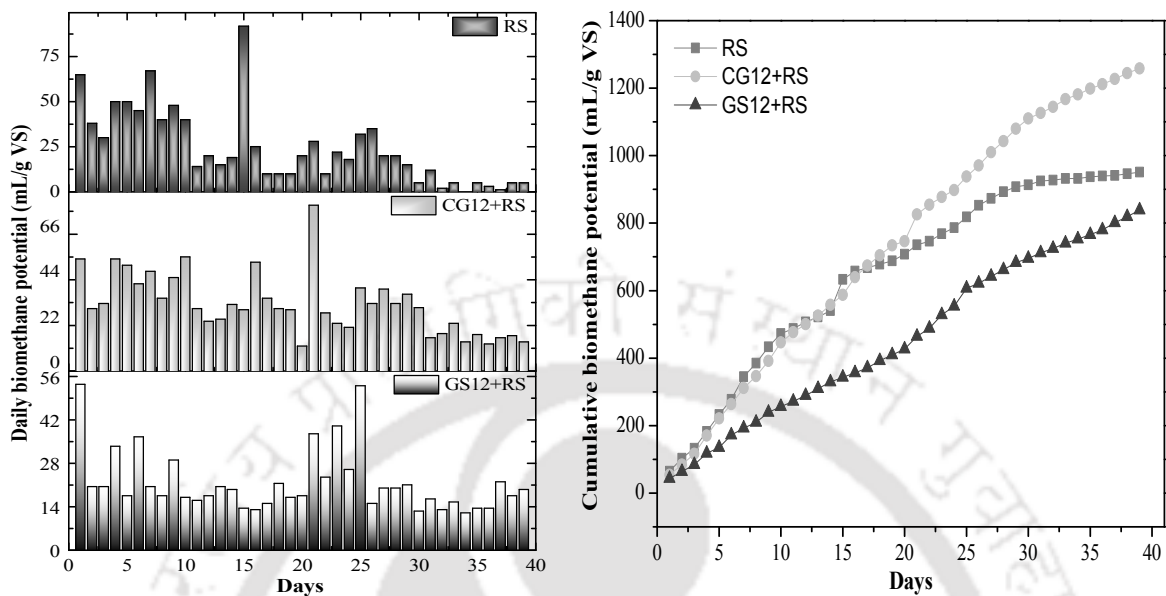 Daily biomethane potential (mL/g VS)
RS
75
50
25
0
CG12+RS
66
44
22
0
GS12+RS
56
42
28
14
0
0 5 10 15 20 25 30 35 40
Days
Cumulative biomethane potential (mL/g VS)
1400
1200
1000
800
600
400
200
0
RS
CG12+RS
GS12+RS
0 5 10 15 20 25 30 35 40
Days